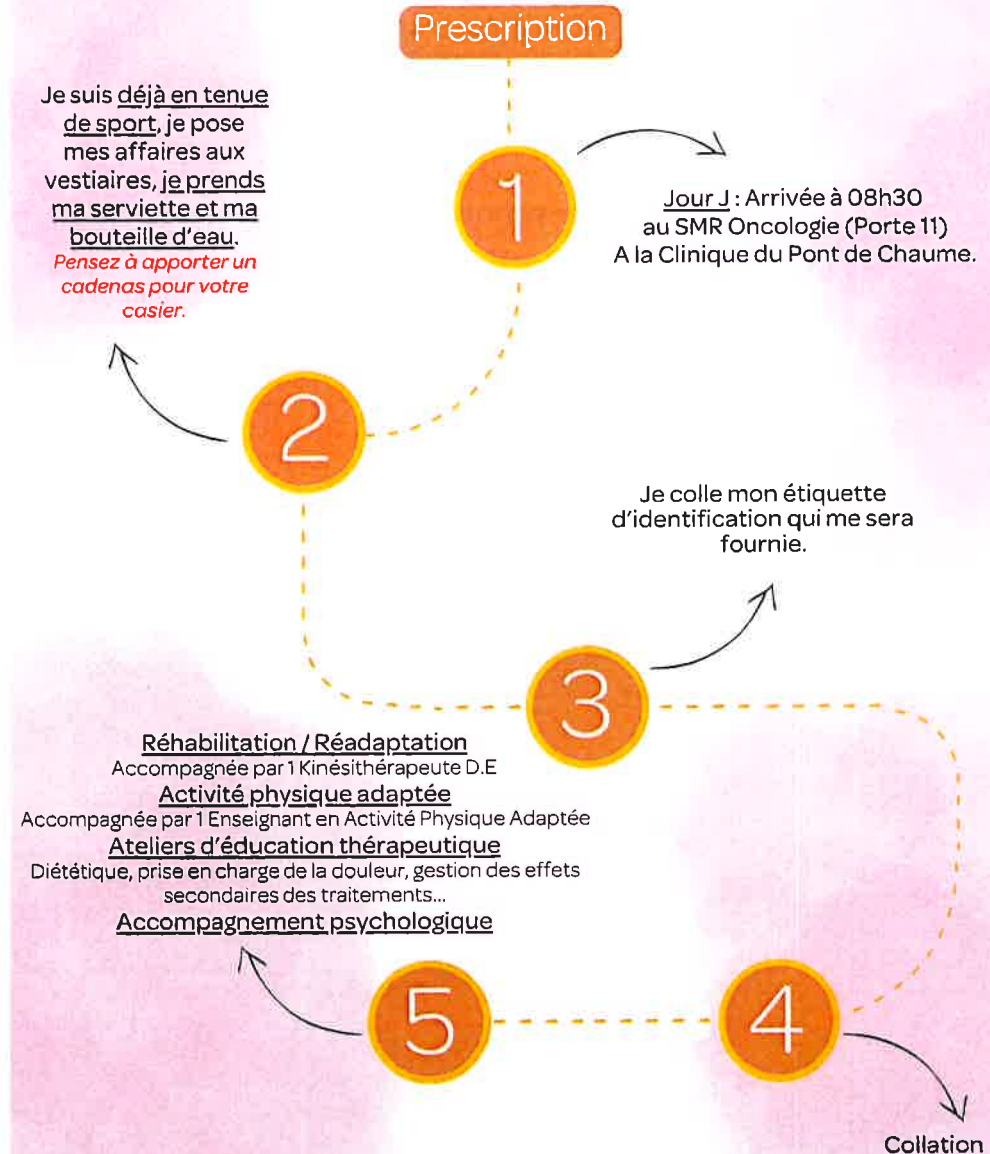 Prescription
1
Jour J : Arrivée à 08h30
au SMR Oncologie (Porte 11)
A la Clinique du Pont de Chaume.
Je suis déjà en tenue
de sport, je pose
mes affaires aux
vestiaires, je prends
ma serviette et ma
bouteille d'eau.
Pensez à apporter un
cadenas pour votre
casier.
2
Je colle mon étiquette
d'identification qui me sera
fournie.
3
4
Collation
Réhabilitation / Réadaptation
Accompagnée par 1 Kinésithérapeute D.E
Activité physique adaptée
Accompagnée par 1 Enseignant en Activité Physique Adaptée
Ateliers d'éducation thérapeutique
Diététique, prise en charge de la douleur, gestion des effets
secondaires des traitements...
Accompagnement psychologique
5